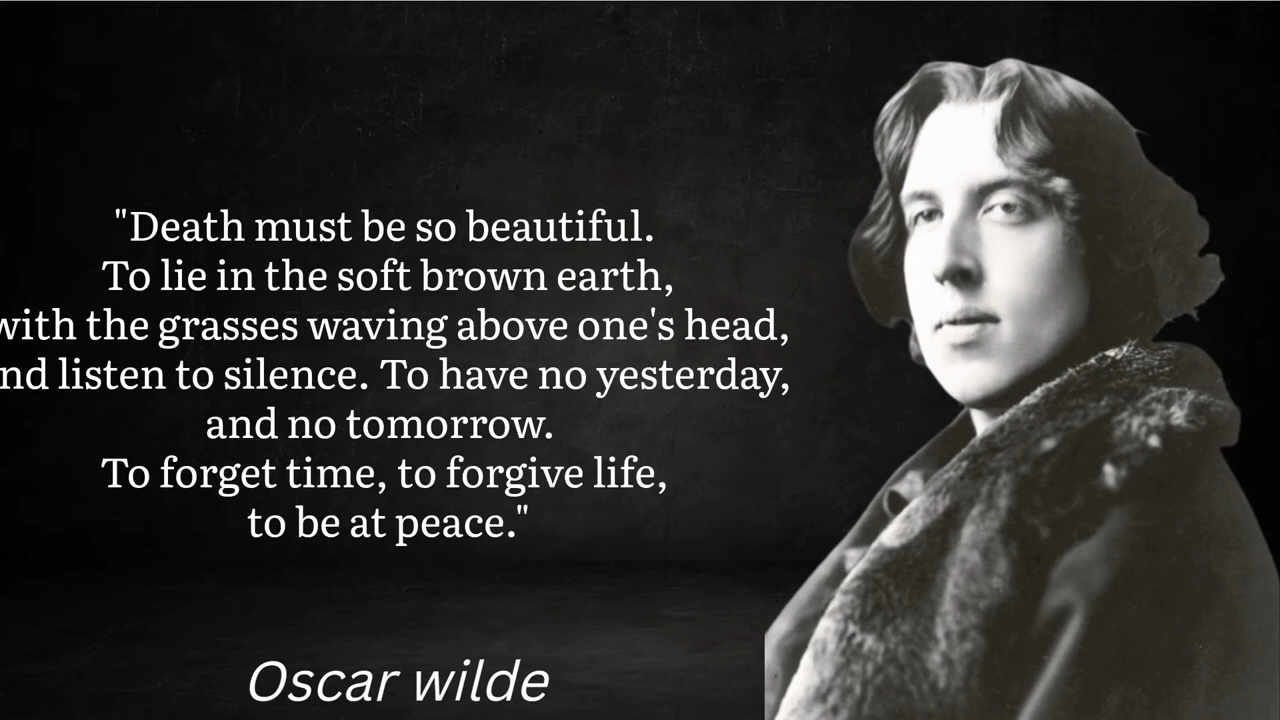 "Death must be so beautiful.
To lie in the soft brown earth,
with the grasses waving above one's head,
nd listen to silence. To have no yesterday,
and no tomorrow.
To forget time, to forgive life,
to be at peace."
Oscar wilde